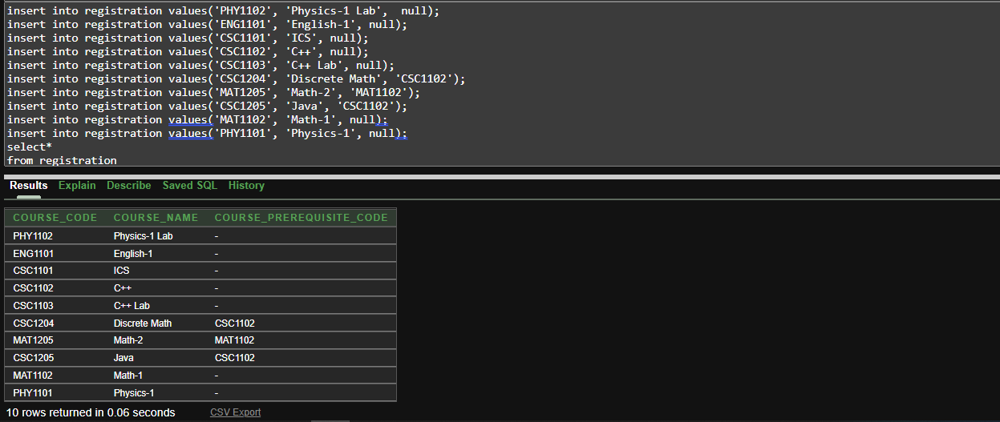 insert into registration values('PHY1102', 'Physics-1 Lab',  null);
insert into registration values('ENG1101', 'English-1', null);
insert into registration values('CSC1101', 'ICS', null);
insert into registration values('CSC1102', 'C++', null);
insert into registration values('CSC1103', 'C++ Lab', null);
insert into registration values('CSC1204', 'Discrete Math', 'CSC1102');
insert into registration values('MAT1205', 'Math-2', 'MAT1102');
insert into registration values('CSC1205', 'Java', 'CSC1102');
insert into registration values('MAT1102', 'Math-1', null);
insert into registration values('PHY1101', 'Physics-1', null);
select*
from registration
Results Explain Describe Saved SQL History
COURSE_CODE COURSE_NAME COURSE_PREREQUISITE_CODE
PHY1102 Physics-1 Lab -
ENG1101 English-1 -
CSC1101 ICS -
CSC1102 C++ -
CSC1103 C++ Lab -
CSC1204 Discrete Math CSC1102
MAT1205 Math-2 MAT1102
CSC1205 Java CSC1102
MAT1102 Math-1 -
PHY1101 Physics-1 -
10 rows returned in 0.06 seconds CSV Export